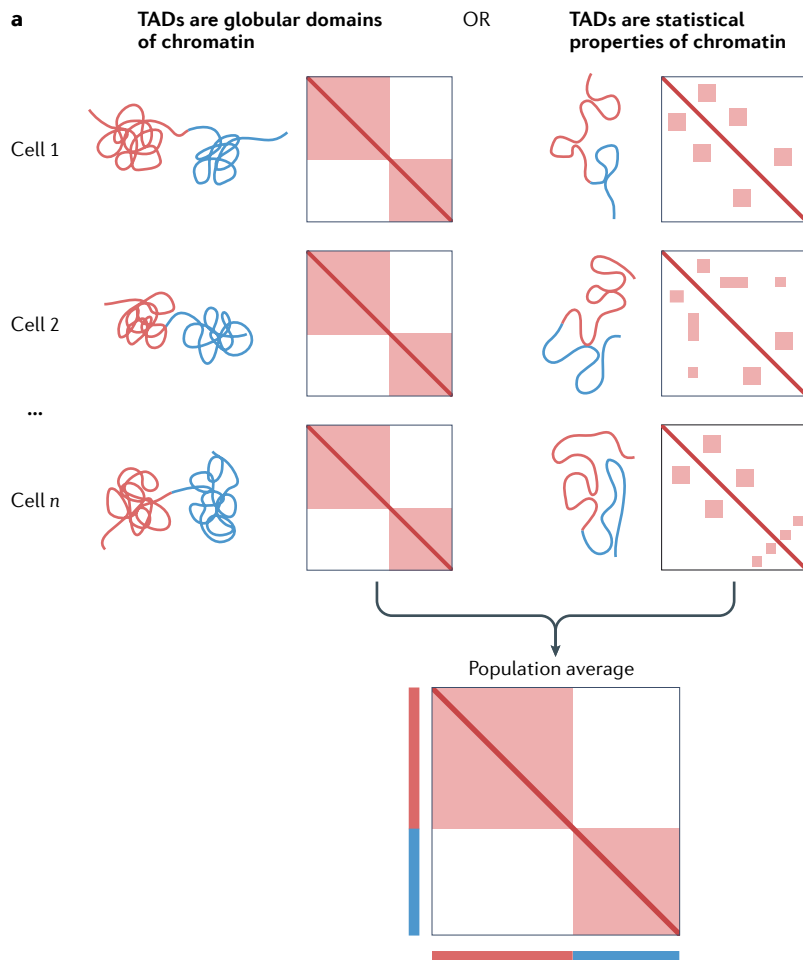 a
TADs are globular domains
of chromatin
OR
TADs are statistical
properties of chromatin
Cell 1
Cell 2
...
Cell n
Population average